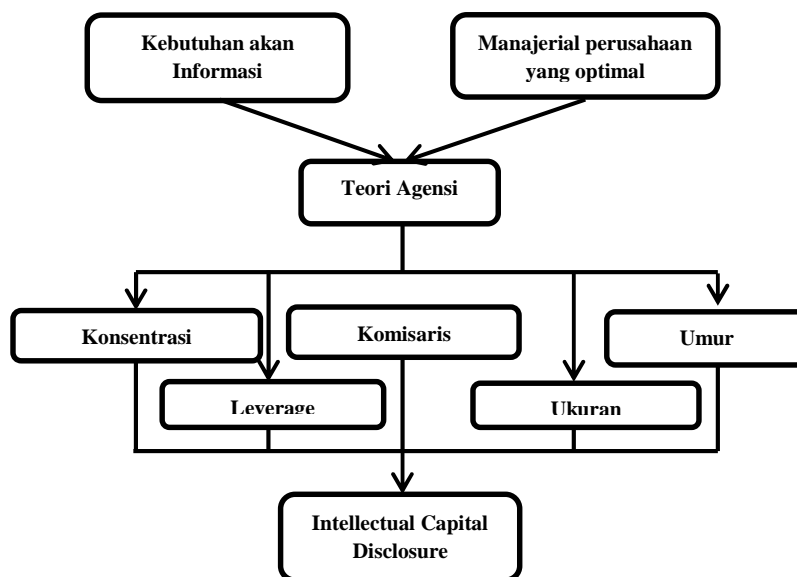 Kebutuhan akan
Informasi
Manajerial perusahaan
yang optimal
Teori Agensi
Konsentrasi
Komisaris
Umur
Leverage
Ukuran
Intellectual Capital
Disclosure